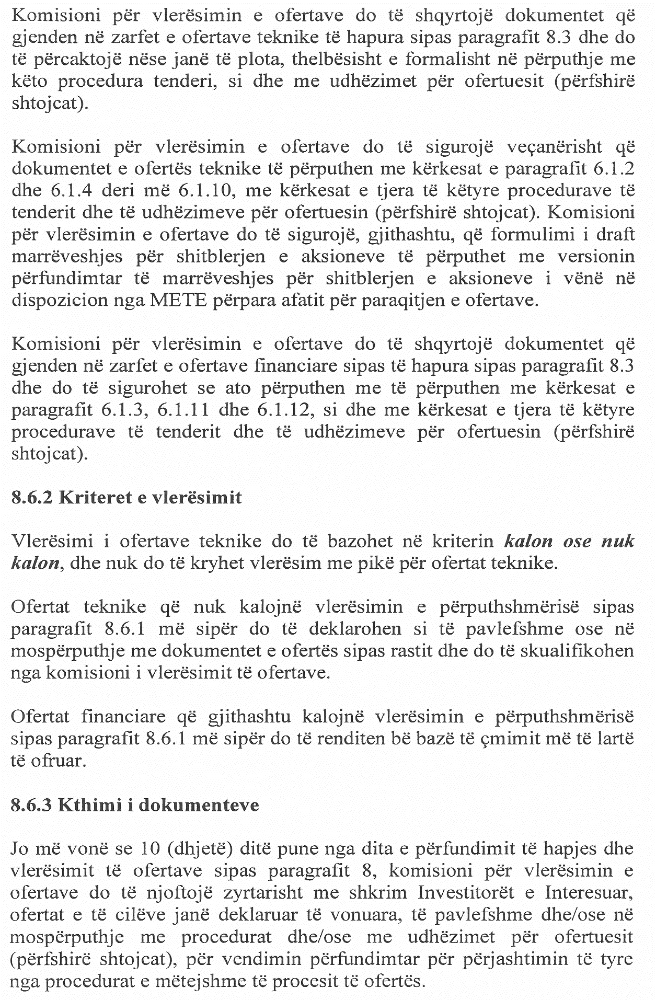 Komisioni për vlerësimin e ofertave do të shqyrtojë dokumentet që
gjenden në zarfet e ofertave teknike të hapura sipas paragrafit 8.3 dhe do
të përcaktojë nëse janë të plota, thelbësisht e formalisht në përputhje me
këto procedura tenderi, si dhe me udhëzimet për ofertuesit (përfshirë
shtojcat).
Komisioni për vlerësimin e ofertave do të sigurojë veçanërisht që
dokumentet e ofertës teknike të përputhen me kërkesat e paragrafit 6.1.2
dhe 6.1.4 deri më 6.1.10, me kërkesat e tjera të këtyre procedurave të
tenderit dhe të udhëzimeve për ofertuesin (përfshirë shtojcat). Komisioni
për vlerësimin e ofertave do të sigurojë, gjithashtu, që formulimi i draft
marrëveshjes për shitblerjen e aksioneve të përputhet me versionin
përfundimtar të marrëveshjes për shitblerjen e aksioneve i vënë në
dispozicion nga METE përpara afatit për paraqitjen e ofertave.
Komisioni për vlerësimin e ofertave do të shqyrtojë dokumentet që
gjenden në zarfet e ofertave financiare sipas të hapura sipas paragrafit 8.3
dhe do të sigurohet se ato përputhen me të përputhen me kërkesat e
paragrafit 6.1.3, 6.1.11 dhe 6.1.12, si dhe me kërkesat e tjera të këtyre
procedurave të tenderit dhe të udhëzimeve për ofertuesin (përfshirë
shtojcat).
8.6.2 Kriteret e vlerësimit
Vlerësimi i ofertave teknike do të bazohet në kriterin kalon ose nuk
kalon, dhe nuk do të kryhet vlerësim me pikë për ofertat teknike.
Ofertat teknike që nuk kalojnë vlerësimin e përputhshmërisë sipas
paragrafit 8.6.1 më sipër do të deklarohen si të pavlefshme ose në
mospërputhje me dokumentet e ofertës sipas rastit dhe do të skualifikohen
nga komisioni i vlerësimit të ofertave.
Ofertat financiare që gjithashtu kalojnë vlerësimin e përputhshmërisë
sipas paragrafit 8.6.1 më sipër do të renditen bë bazë të çmimit më të lartë
të ofruar.
8.6.3 Kthimi i dokumenteve
Jo më vonë se 10 (dhjetë) ditë pune nga dita e përfundimit të hapjes dhe
vlerësimit të ofertave sipas paragrafit 8, komisioni për vlerësimin e
ofertave do të njoftojë zyrtarisht me shkrim Investitorët e Interesuar,
ofertat e të cilëve janë deklaruar të vonuara, të pavlefshme dhe/ose në
mospërputhje me procedurat dhe/ose me udhëzimet për ofertuesit
(përfshirë shtojcat), për vendimin përfundimtar për përjashtimin të tyre
nga procedurat e mëtejshme të procesit të ofertës.